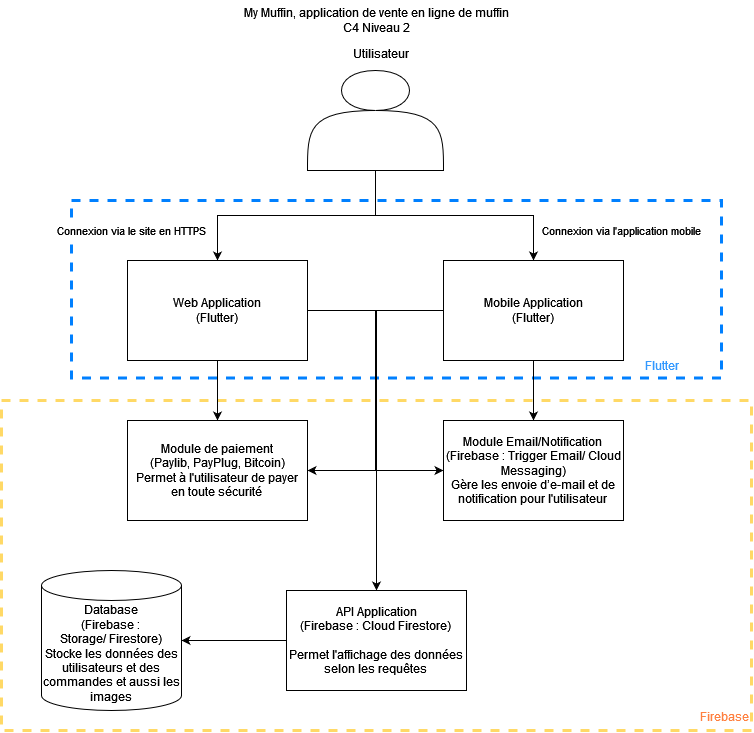 My Muffin, application de vente en ligne de muffin
C4 Niveau 2
Utilisateur
Connexion via le site en HTTPS
Connexion via l'application mobile
Web Application
(Flutter)
Mobile Application
(Flutter)
Flutter
Module de paiement
(Paylib, PayPlug, Bitcoin)
Permet à l'utilisateur de payer
en toute sécurité
Module Email/Notification
(Firebase : Trigger Email/ Cloud
Messaging)
Gère les envoie d'e-mail et de
notification pour l'utilisateur
Database
(Firebase :
Storage/ Firestore)
Stocke les données des
utilisateurs et des
commandes et aussi les
images
API Application
(Firebase : Cloud Firestore)
Permet l'affichage des données
selon les requêtes
Firebase